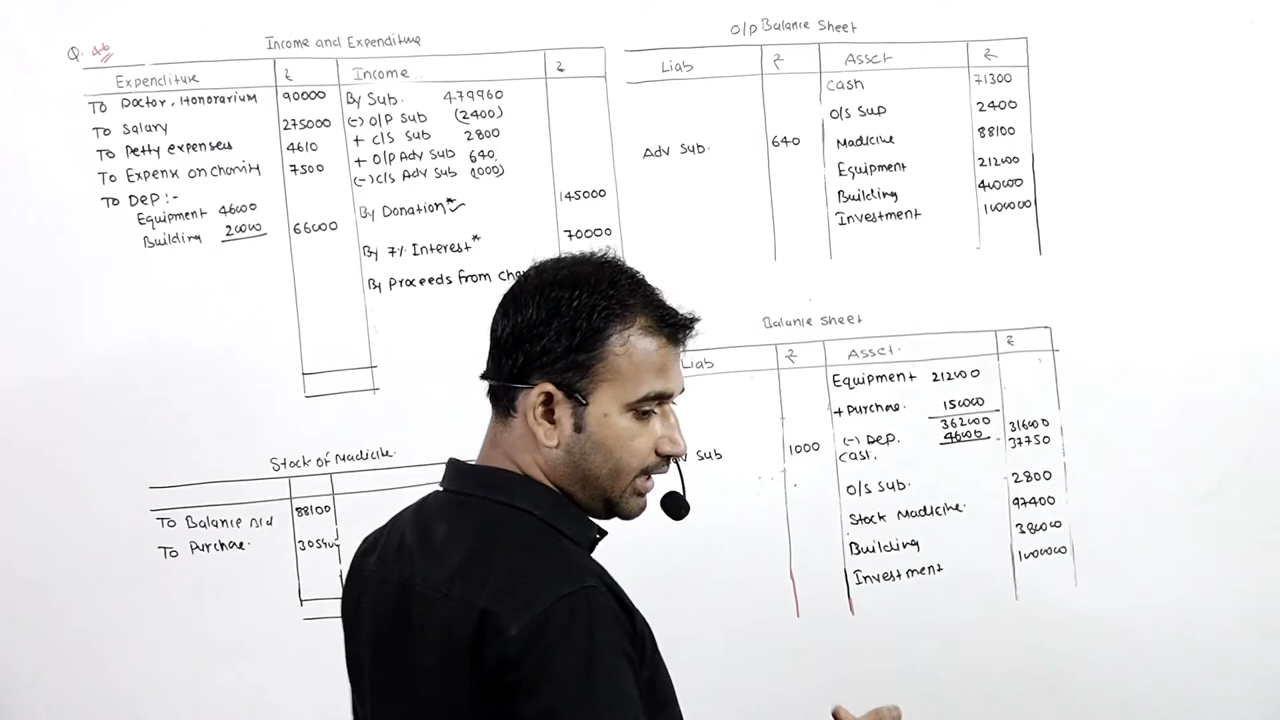 Q. 46
Income and Expenditure
Expenditure ₹ Income ₹
To Doctor, Honorarium 90000 By Sub. 479960
To Salary 275000 (-) O/P Sub (2400)
To Petty expenses 4610 + C/S Sub 2800
To Expens on charity 7500 + O/P Adv Sub 640
To Dep :- (-) C/S Adv Sub (1000)
Equipment 46000 By Donation* 145000
Building 20000 66000 By 7% Interest* 70000
By Proceeds from
O/P Balance Sheet
Liab ₹ Asset ₹
Cash 71300
O/S Sup 2400
Adv Sub. 640 Madicine 88100
Equipment 212000
Building 400000
Investment 1000000
Balance Sheet
Liab ₹ Asset. ₹
Equipment 212000
+ Purchase. 150000
362000
(-) Dep. 46000 316000
Sub 1000 Cash. 37750
O/S Sub. 2800
Stock Madicine. 97400
Building 380000
Investment 1000000
Stock of Madicine.
To Balance b/d 88100
To Purchase.